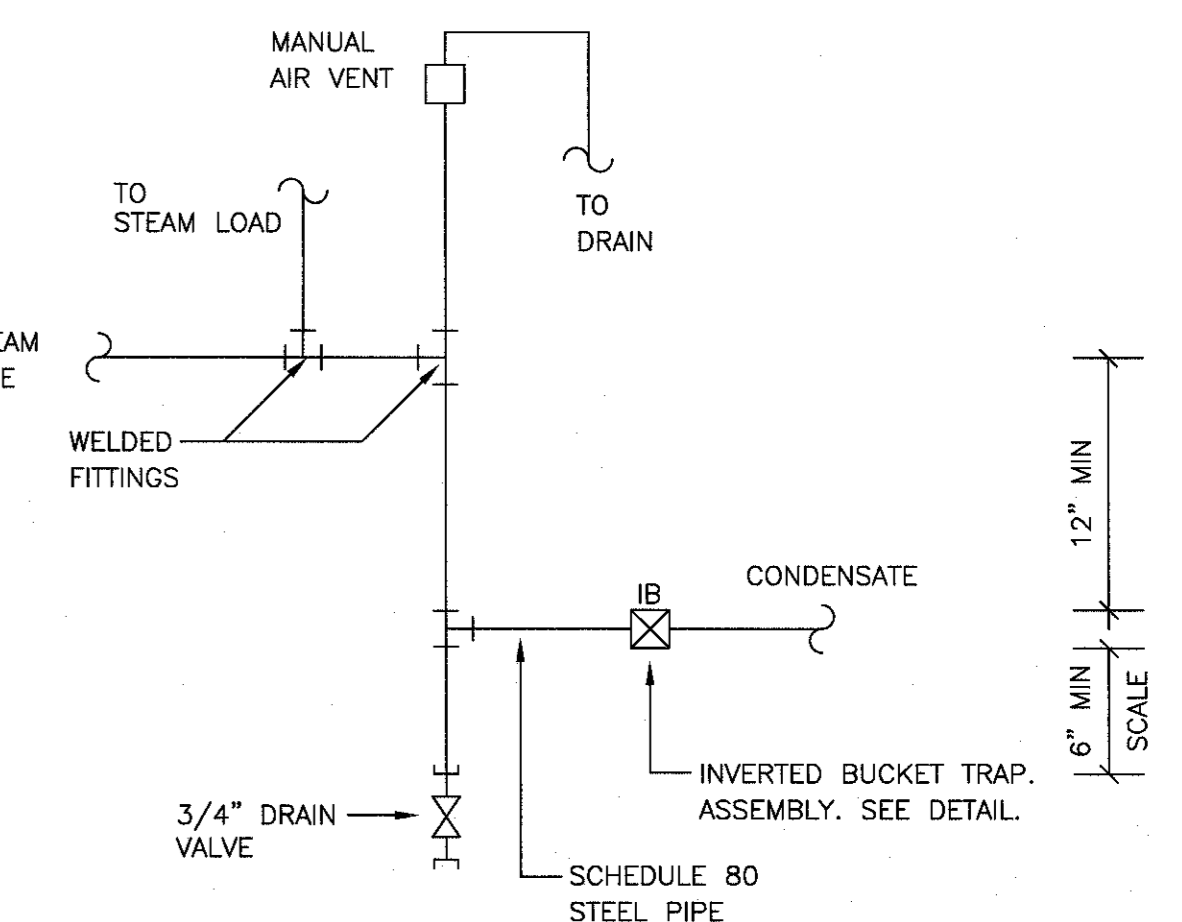 MANUAL
AIR VENT
TO
STEAM LOAD
TO
DRAIN
WELDED
FITTINGS
12" MIN
IB
CONDENSATE
6" MIN
SCALE
INVERTED BUCKET TRAP.
ASSEMBLY. SEE DETAIL.
3/4" DRAIN
VALVE
SCHEDULE 80
STEEL PIPE